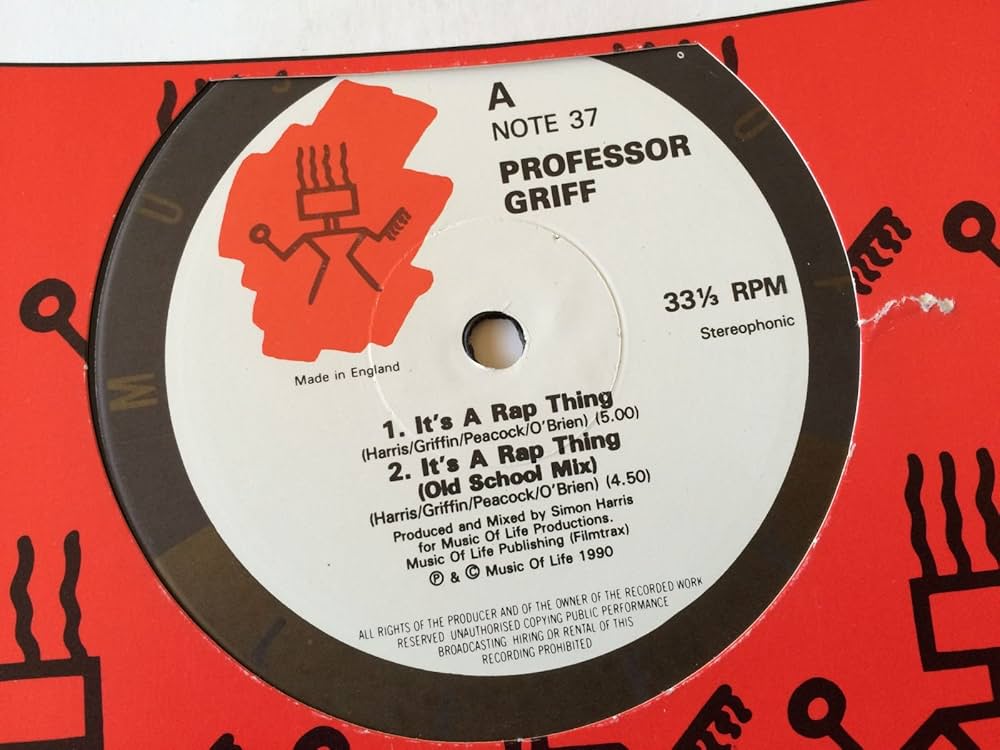 A
NOTE 37
PROFESSOR
GRIFF
33⅓ RPM
Stereophonic
Made in England
1. It's A Rap Thing
(Harris/Griffin/Peacock/O'Brien) (5.00)
2. It's A Rap Thing
(Old School Mix)
(Harris/Griffin/Peacock/O'Brien) (4.50)
Produced and Mixed by Simon Harris
for Music Of Life Productions.
Music Of Life Publishing (Filmtrax)
℗ & © Music Of Life 1990
ALL RIGHTS OF THE PRODUCER AND OF THE OWNER OF THE RECORDED WORK
RESERVED UNAUTHORISED COPYING PUBLIC PERFORMANCE
BROADCASTING HIRING OR RENTAL OF THIS
RECORDING PROHIBITED